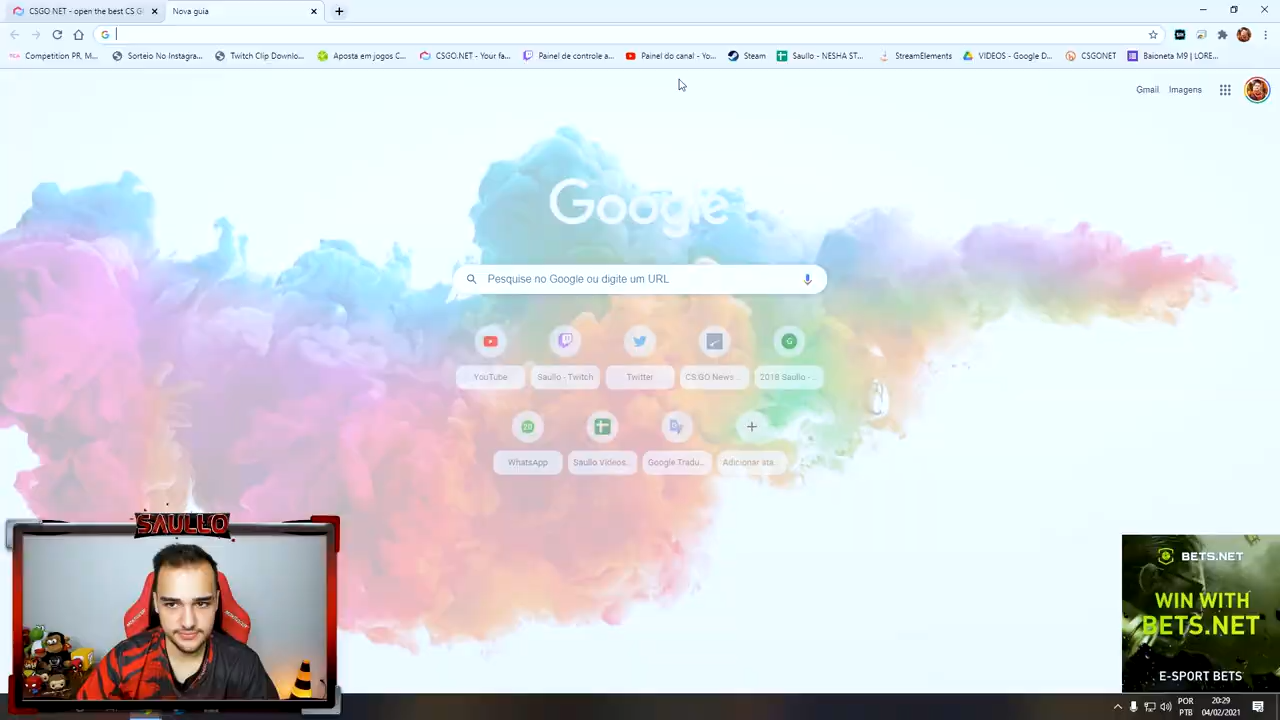 CSGO.NET - open the best CS G
Nova guia
Competition PR, M...
Sorteio No Instagra...
Twitch Clip Downlo...
Aposta em jogos C...
CSGO.NET - Your fa...
Painel de controle a...
Painel do canal - Yo...
Steam
Saullo - NESHA ST...
StreamElements
VIDEOS - Google D...
CSGONET
Baioneta M9 | LORE...
Gmail
Imagens
Google
Pesquise no Google ou digite um URL
YouTube
Saullo - Twitch
Twitter
CS:GO News...
2018 Saullo - ...
WhatsApp
Saullo Vídeos...
Google Tradu...
Adicionar ata...
SAULLO
BETS.NET
WIN WITH
BETS.NET
E-SPORT BETS
POR
PTB
20:29
04/02/2021